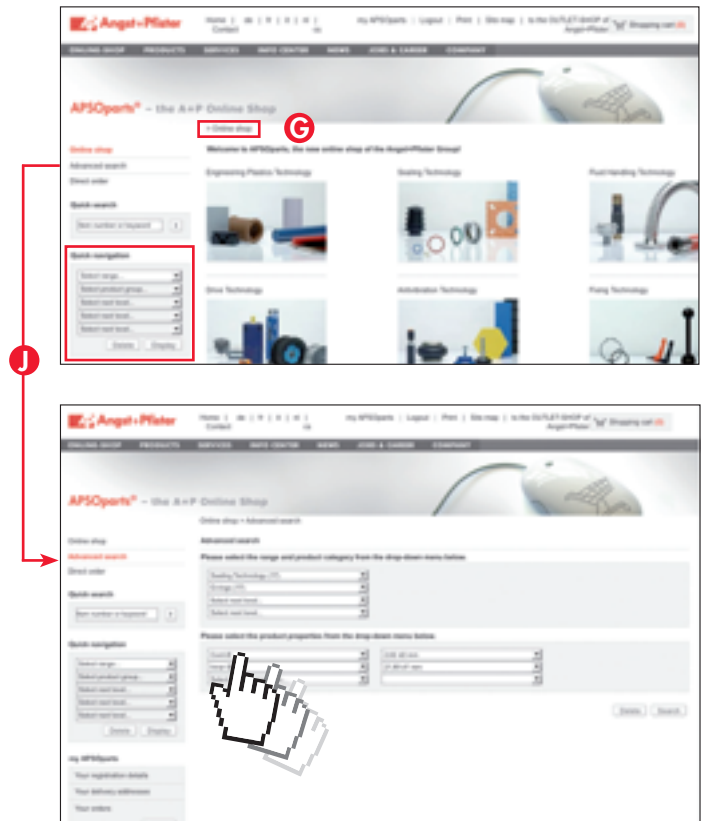 Angst+Pfister
Home | de | fr | it | nl |
Contact
my APSOparts | Logout | Print | Site map | to the OUTLET-SHOP of
Angst+Pfister
Shopping cart (0)
ONLINE SHOP PRODUCTS SERVICES INFO CENTER NEWS JOBS & CAREER COMPANY
APSOparts® – the A+P Online Shop
> Online shop
G
Online shop
Welcome to APSOparts, the new online shop of the Angst+Pfister Group!
Advanced search
Direct order
Engineering Plastics Technology
Sealing Technology
Fluid Handling Technology
Quick search
Item number or keyword
Quick navigation
Select range...
Select product group...
Select next level...
Select next level...
Select next level...
Delete Display
Drive Technology
Antivibration Technology
Fixing Technology
J
Angst+Pfister
Home | de | fr | it | nl |
Contact
my APSOparts | Logout | Print | Site map | to the OUTLET-SHOP of
Angst+Pfister
Shopping cart (0)
ONLINE SHOP PRODUCTS SERVICES INFO CENTER NEWS JOBS & CAREER COMPANY
APSOparts® – the A+P Online Shop
Online shop > Advanced search
Online shop
Advanced search
Direct order
Advanced search
Please select the range and product category from the drop-down menu below.
Sealing Technology
O-rings
Select next level...
Select next level...
Quick search
Item number or keyword
Please select the product properties from the drop-down menu below.
Quick navigation
Select range...
Select product group...
Select next level...
Select next level...
Select next level...
Delete Display
Delete Search
my APSOparts
Your registration details
Your delivery addresses
Your orders